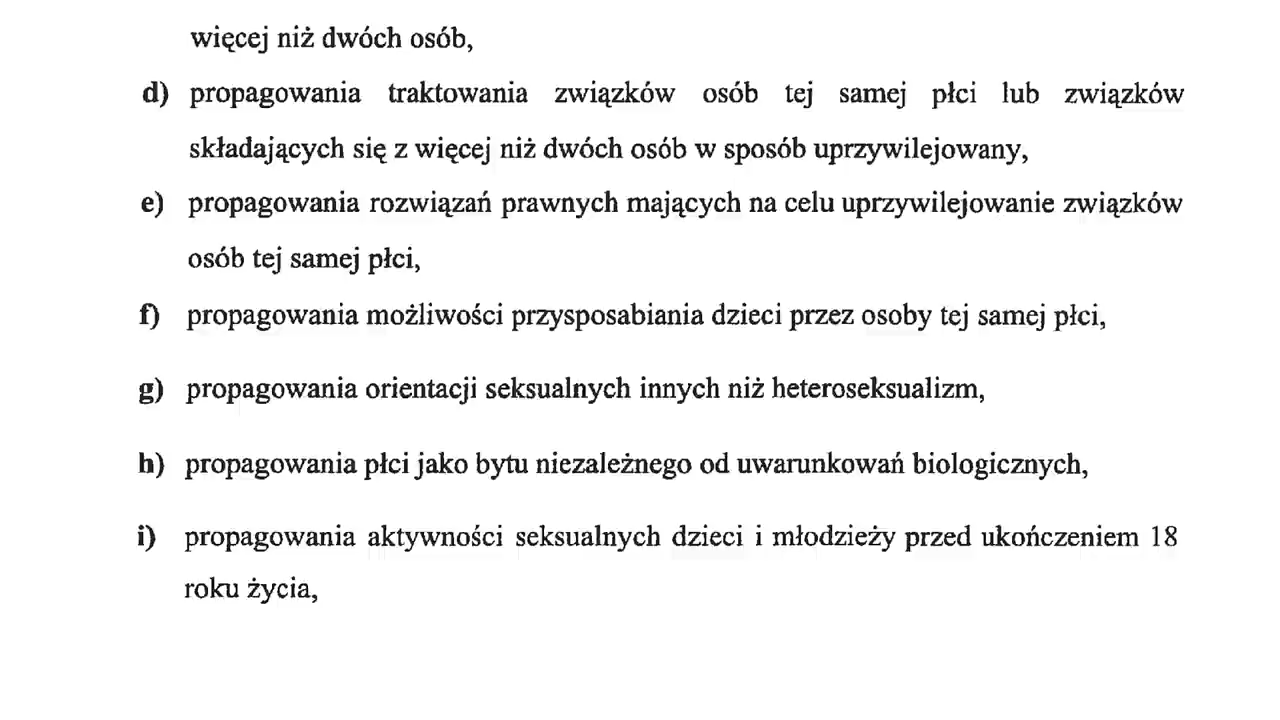 więcej niż dwóch osób,
d) propagowania traktowania związków osób tej samej płci lub związków
składających się z więcej niż dwóch osób w sposób uprzywilejowany,
e) propagowania rozwiązań prawnych mających na celu uprzywilejowanie związków
osób tej samej płci,
f) propagowania możliwości przysposabiania dzieci przez osoby tej samej płci,
g) propagowania orientacji seksualnych innych niż heteroseksualizm,
h) propagowania płci jako bytu niezależnego od uwarunkowań biologicznych,
i) propagowania aktywności seksualnych dzieci i młodzieży przed ukończeniem 18
roku życia,